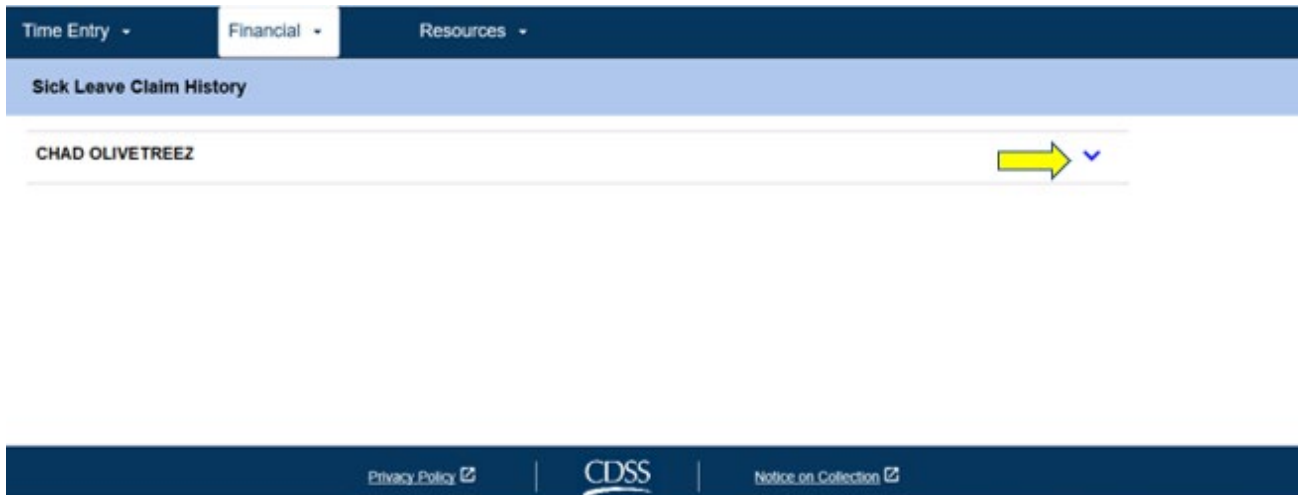 Time Entry Financial Resources
Sick Leave Claim History
CHAD OLIVETREEZ
Privacy Policy CDSS Notice on Collection